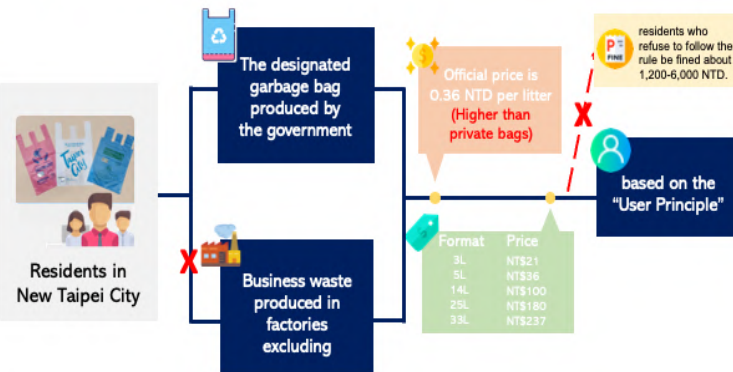 The designated
garbage bag
produced by
the government
Official price is
0.36 NTD per litter
(Higher than
private bags)
P
FINE
residents who
refuse to follow the
rule be fined about
1,200-6,000 NTD.
Taipei
City
Residents in
New Taipei City
X
X
based on the
“User Principle”
Business waste
produced in
factories
excluding
Format Price
3L NT$21
5L NT$36
14L NT$100
25L NT$180
33L NT$237